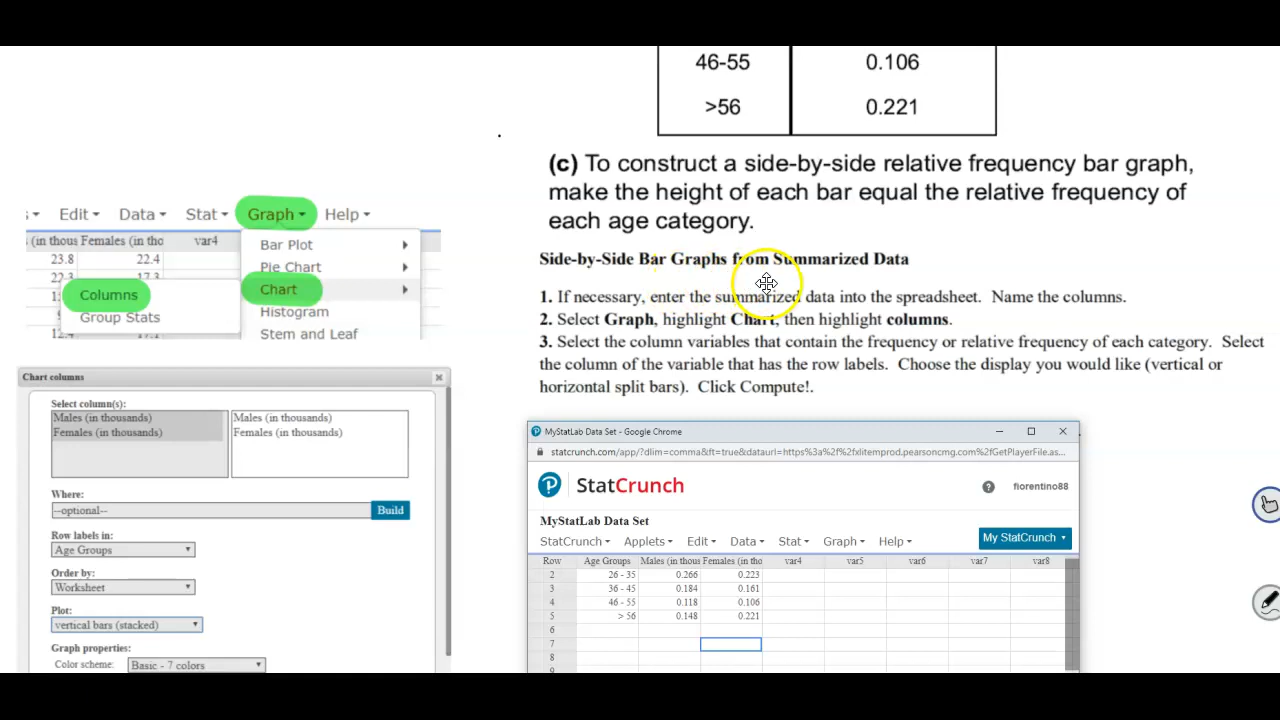 46-55 0.106
>56 0.221
(c) To construct a side-by-side relative frequency bar graph,
make the height of each bar equal the relative frequency of
each age category.
Side-by-Side Bar Graphs from Summarized Data
1. If necessary, enter the summarized data into the spreadsheet. Name the columns.
2. Select Graph, highlight Chart, then highlight columns.
3. Select the column variables that contain the frequency or relative frequency of each category. Select
the column of the variable that has the row labels. Choose the display you would like (vertical or
horizontal split bars). Click Compute!.
Edit Data Stat Graph Help
(in thous Females (in tho var4
23.8 22.4
22.3 17.3
12.4 17.1
Bar Plot
Pie Chart
Chart
Histogram
Stem and Leaf
Columns
Group Stats
Chart columns
Select column(s):
Males (in thousands) Males (in thousands)
Females (in thousands) Females (in thousands)
Where:
--optional-- Build
Row labels in:
Age Groups
Order by:
Worksheet
Plot:
vertical bars (stacked)
Graph properties:
Color scheme: Basic - 7 colors
MyStatLab Data Set - Google Chrome
statcrunch.com/app/?dlim=comma&ft=true&dataurl=https%3a%2f%2fxlitemprod.pearsoncmg.com%2fGetPlayerFile.as...
P StatCrunch fiorentino88
MyStatLab Data Set
My StatCrunch
StatCrunch Applets Edit Data Stat Graph Help
Row Age Groups Males (in thous Females (in tho var4 var5 var6 var7 var8
2 26 - 35 0.266 0.223
3 36 - 45 0.184 0.161
4 46 - 55 0.118 0.106
5 > 56 0.148 0.221
6
7
8
9